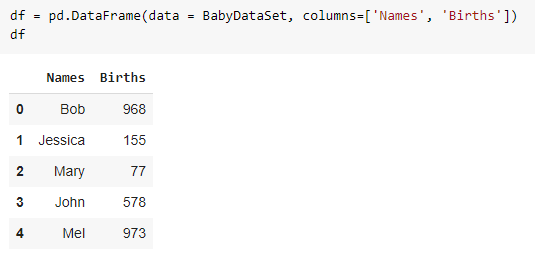 df = pd.DataFrame(data = BabyDataSet, columns=['Names', 'Births'])
df
Names Births
0 Bob 968
1 Jessica 155
2 Mary 77
3 John 578
4 Mel 973